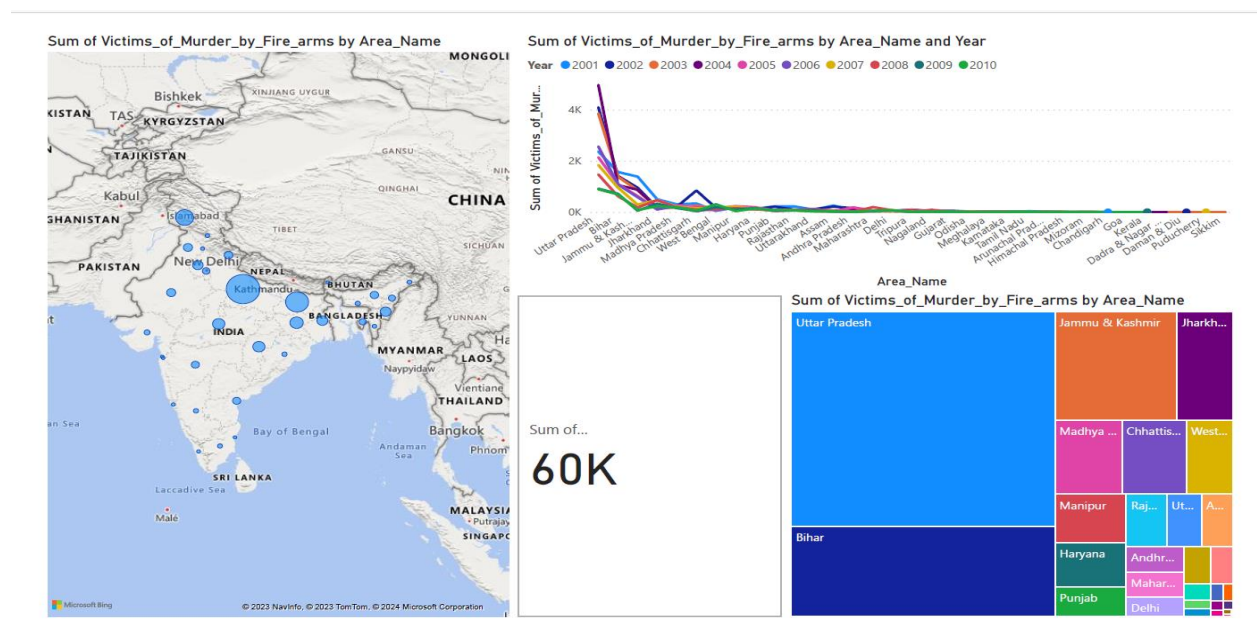 Sum of Victims_of_Murder_by_Fire_arms by Area_Name
MONGOLI
Bishkek
XINJIANG UYGUR
KISTAN
TAS
KYRGYZSTAN
TAJIKISTAN
GANSU
NIN
Kabul
QINGHAI
CHINA
GHANISTAN
Islamabad
TIBET
SICHUAN
New Delhi
PAKISTAN
NEPAL
Kathmandu
BHUTAN
BANGLADESH
YUNNAN
INDIA
Ha
MYANMAR
LAOS
Naypyidaw
Vientiane
THAILAND
an Sea
Bay of Bengal
Bangkok
Andaman
Sea
Phnom
SRI LANKA
Laccadive Sea
Malé
MALAYSIA
Putrajay
SINGAPO
Microsoft Bing
© 2023 NavInfo, © 2023 TomTom, © 2024 Microsoft Corporation
Sum of Victims_of_Murder_by_Fire_arms by Area_Name and Year
Year 2001 2002 2003 2004 2005 2006 2007 2008 2009 2010
Sum of Victims_of_Mur...
4K
2K
0K
Uttar Pradesh
Bihar
Jammu & Kash...
Jharkhand
Madhya Pradesh
Chhattisgarh
West Bengal
Manipur
Haryana
Punjab
Rajasthan
Uttarakhand
Assam
Andhra Pradesh
Maharashtra
Delhi
Tripura
Nagaland
Gujarat
Odisha
Meghalaya
Karnataka
Tamil Nadu
Arunachal Prad...
Himachal Pradesh
Mizoram
Chandigarh
Goa
Kerala
Dadra & Nagar ...
Daman & Diu
Puducherry
Sikkim
Area_Name
Sum of...
60K
Sum of Victims_of_Murder_by_Fire_arms by Area_Name
Uttar Pradesh
Jammu & Kashmir
Jharkh...
Madhya ...
Chhattis...
West...
Bihar
Manipur
Raj...
Ut...
A...
Haryana
Andhr...
Mahar...
Punjab
Delhi